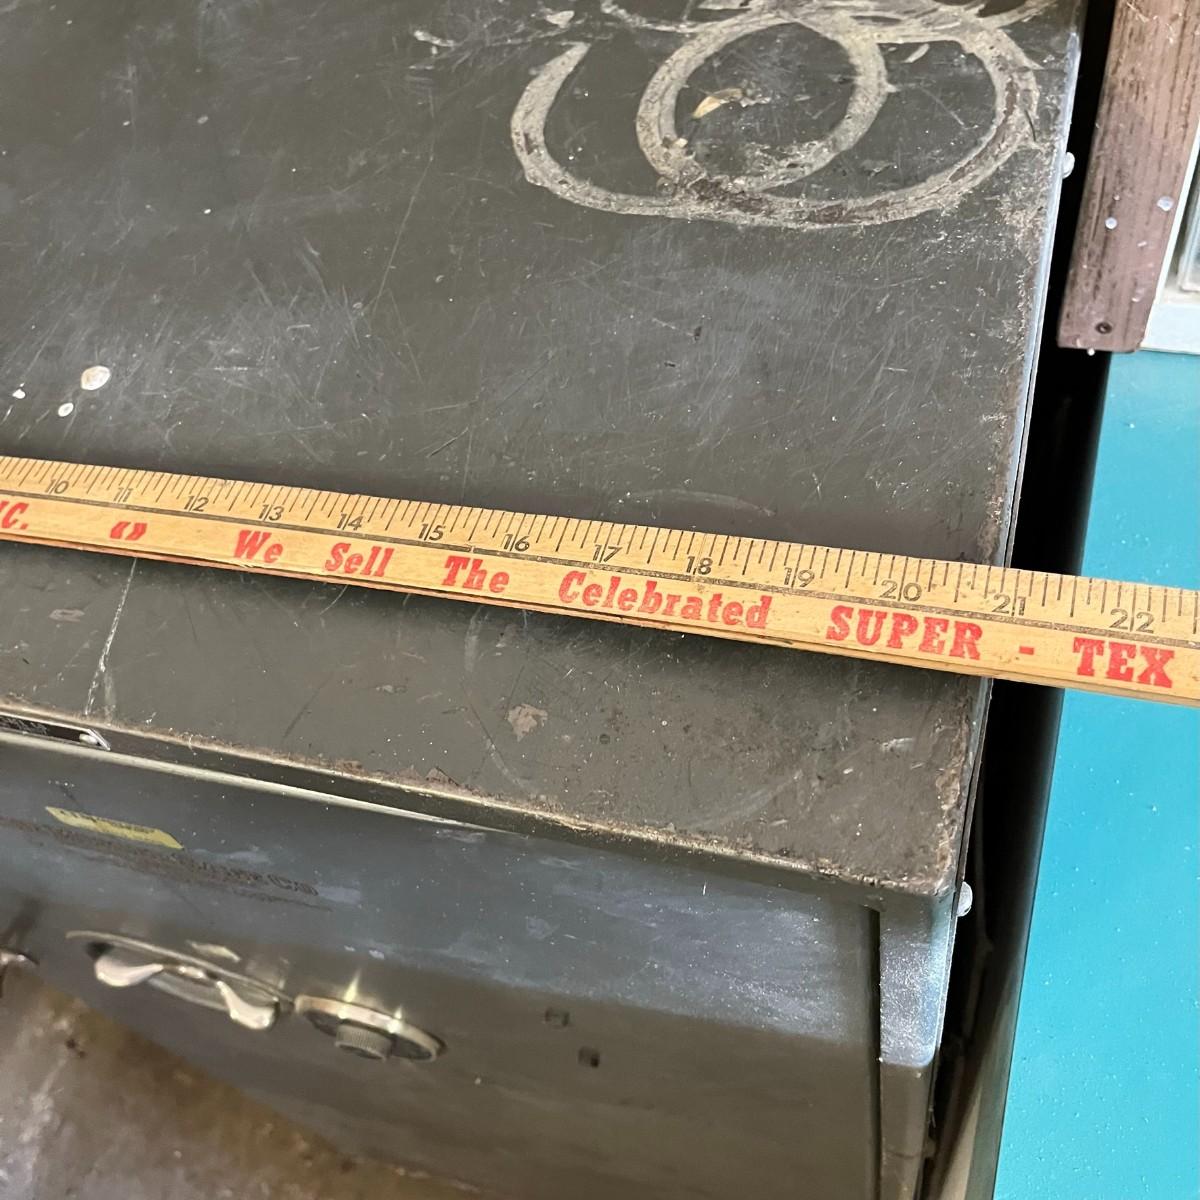 10 11 12 13 14 15 16 17 18 19 20 21 22
C. «» We Sell The Celebrated SUPER - TEX